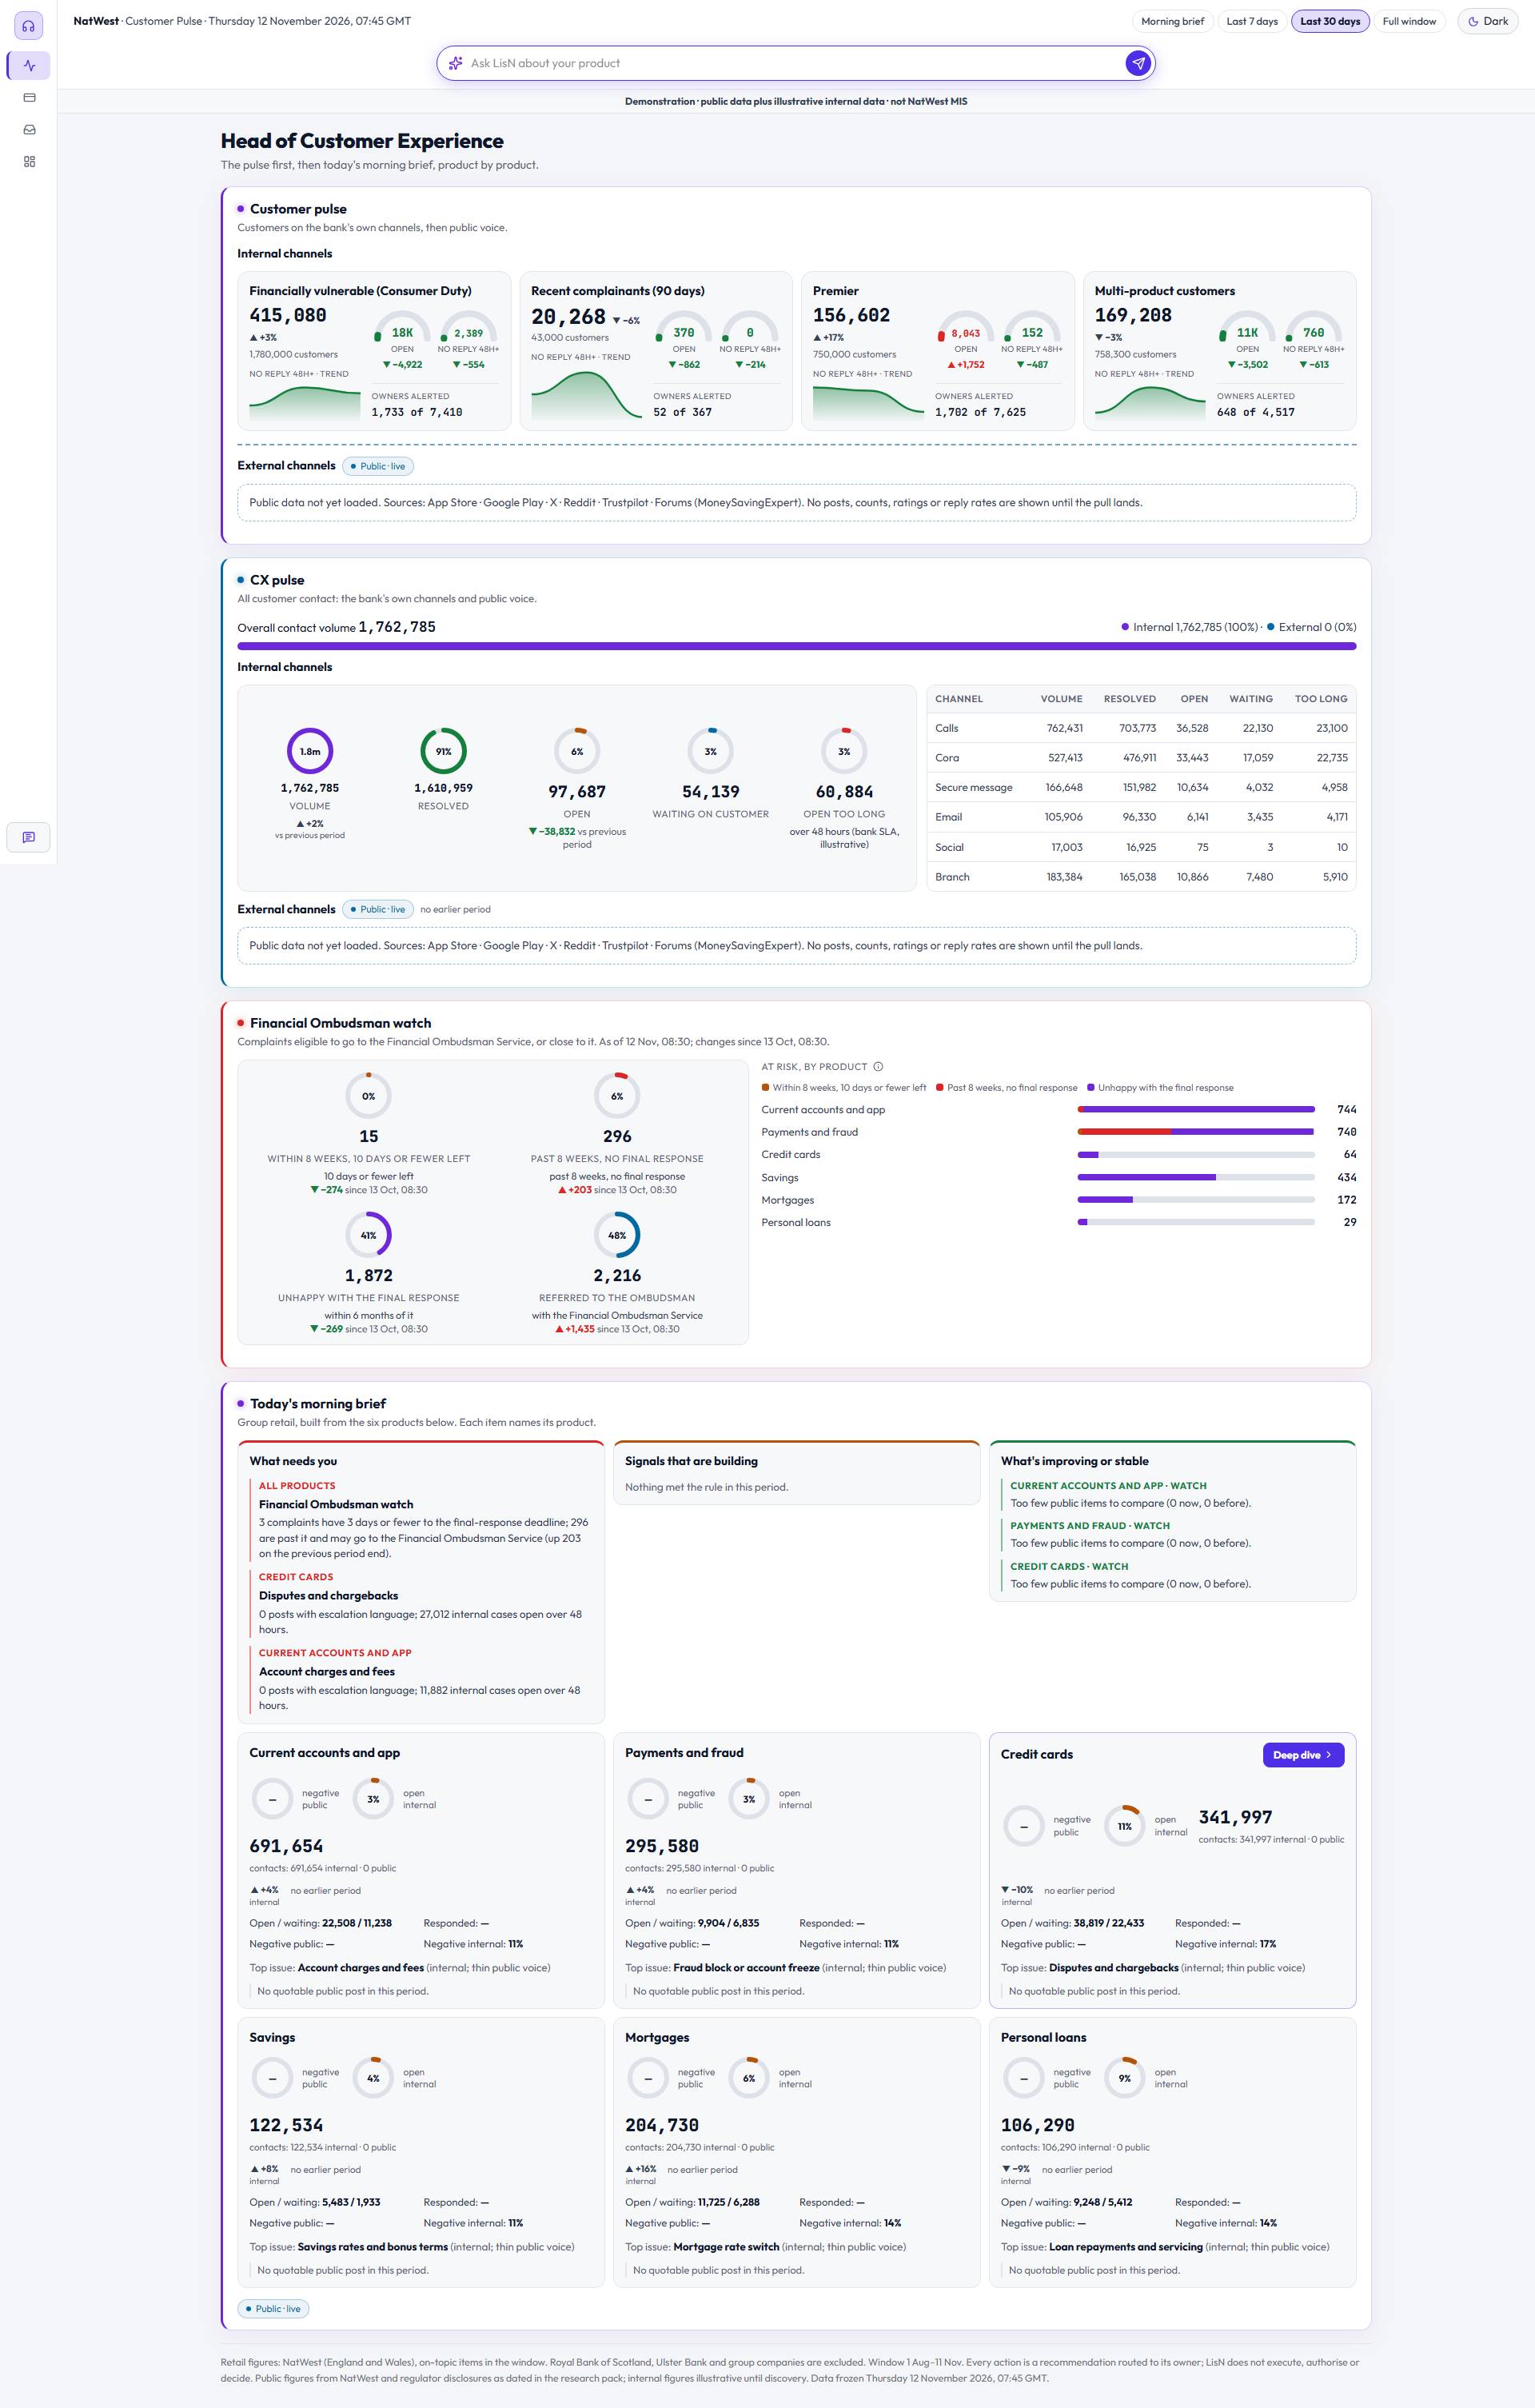 NatWest · Customer Pulse · Thursday 12 November 2026, 07:45 GMT
Morning brief
Last 7 days
Last 30 days
Full window
Dark
Ask LisN about your product
Demonstration · public data plus illustrative internal data · not NatWest MIS
Head of Customer Experience
The pulse first, then today's morning brief, product by product.
Customer pulse
Customers on the bank's own channels, then public voice.
Internal channels
Financially vulnerable (Consumer Duty)
415,080
▲ +3%
1,780,000 customers
NO REPLY 48H+ · TREND
18K
OPEN
▼ −4,922
2,389
NO REPLY 48H+
▼ −554
OWNERS ALERTED
1,733 of 7,410
Recent complainants (90 days)
20,268 ▼ −6%
43,000 customers
NO REPLY 48H+ · TREND
370
OPEN
▼ −862
0
NO REPLY 48H+
▼ −214
OWNERS ALERTED
52 of 367
Premier
156,602
▲ +17%
750,000 customers
NO REPLY 48H+ · TREND
8,043
OPEN
▲ +1,752
152
NO REPLY 48H+
▼ −487
OWNERS ALERTED
1,702 of 7,625
Multi-product customers
169,208
▼ −3%
758,300 customers
NO REPLY 48H+ · TREND
11K
OPEN
▼ −3,502
760
NO REPLY 48H+
▼ −613
OWNERS ALERTED
648 of 4,517
External channels
Public · live
Public data not yet loaded. Sources: App Store · Google Play · X · Reddit · Trustpilot · Forums (MoneySavingExpert). No posts, counts, ratings or reply rates are shown until the pull lands.
CX pulse
All customer contact: the bank's own channels and public voice.
Overall contact volume 1,762,785
Internal 1,762,785 (100%) · External 0 (0%)
Internal channels
1.8m
1,762,785
VOLUME
▲ +2%
vs previous period
91%
1,610,959
RESOLVED
6%
97,687
OPEN
▼ −38,832 vs previous
period
3%
54,139
WAITING ON CUSTOMER
3%
60,884
OPEN TOO LONG
over 48 hours (bank SLA,
illustrative)
CHANNEL VOLUME RESOLVED OPEN WAITING TOO LONG
Calls 762,431 703,773 36,528 22,130 23,100
Cora 527,413 476,911 33,443 17,059 22,735
Secure message 166,648 151,982 10,634 4,032 4,958
Email 105,906 96,330 6,141 3,435 4,171
Social 17,003 16,925 75 3 10
Branch 183,384 165,038 10,866 7,480 5,910
External channels
Public · live
no earlier period
Public data not yet loaded. Sources: App Store · Google Play · X · Reddit · Trustpilot · Forums (MoneySavingExpert). No posts, counts, ratings or reply rates are shown until the pull lands.
Financial Ombudsman watch
Complaints eligible to go to the Financial Ombudsman Service, or close to it. As of 12 Nov, 08:30; changes since 13 Oct, 08:30.
0%
15
WITHIN 8 WEEKS, 10 DAYS OR FEWER LEFT
10 days or fewer left
▼ −274 since 13 Oct, 08:30
6%
296
PAST 8 WEEKS, NO FINAL RESPONSE
past 8 weeks, no final response
▲ +203 since 13 Oct, 08:30
41%
1,872
UNHAPPY WITH THE FINAL RESPONSE
within 6 months of it
▼ −269 since 13 Oct, 08:30
48%
2,216
REFERRED TO THE OMBUDSMAN
with the Financial Ombudsman Service
▲ +1,435 since 13 Oct, 08:30
AT RISK, BY PRODUCT
Within 8 weeks, 10 days or fewer left
Past 8 weeks, no final response
Unhappy with the final response
Current accounts and app 744
Payments and fraud 740
Credit cards 64
Savings 434
Mortgages 172
Personal loans 29
Today's morning brief
Group retail, built from the six products below. Each item names its product.
What needs you
ALL PRODUCTS
Financial Ombudsman watch
3 complaints have 3 days or fewer to the final-response deadline; 296
are past it and may go to the Financial Ombudsman Service (up 203
on the previous period end).
CREDIT CARDS
Disputes and chargebacks
0 posts with escalation language; 27,012 internal cases open over 48
hours.
CURRENT ACCOUNTS AND APP
Account charges and fees
0 posts with escalation language; 11,882 internal cases open over 48
hours.
Signals that are building
Nothing met the rule in this period.
What's improving or stable
CURRENT ACCOUNTS AND APP · WATCH
Too few public items to compare (0 now, 0 before).
PAYMENTS AND FRAUD · WATCH
Too few public items to compare (0 now, 0 before).
CREDIT CARDS · WATCH
Too few public items to compare (0 now, 0 before).
Current accounts and app
–
negative
public
3%
open
internal
691,654
contacts: 691,654 internal · 0 public
▲ +4%
internal
no earlier period
Open / waiting: 22,508 / 11,238
Responded: —
Negative public: —
Negative internal: 11%
Top issue: Account charges and fees (internal; thin public voice)
No quotable public post in this period.
Payments and fraud
–
negative
public
3%
open
internal
295,580
contacts: 295,580 internal · 0 public
▲ +4%
internal
no earlier period
Open / waiting: 9,904 / 6,835
Responded: —
Negative public: —
Negative internal: 11%
Top issue: Fraud block or account freeze (internal; thin public voice)
No quotable public post in this period.
Credit cards
Deep dive
–
negative
public
11%
open
internal
341,997
contacts: 341,997 internal · 0 public
▼ −10%
internal
no earlier period
Open / waiting: 38,819 / 22,433
Responded: —
Negative public: —
Negative internal: 17%
Top issue: Disputes and chargebacks (internal; thin public voice)
No quotable public post in this period.
Savings
–
negative
public
4%
open
internal
122,534
contacts: 122,534 internal · 0 public
▲ +8%
internal
no earlier period
Open / waiting: 5,483 / 1,933
Responded: —
Negative public: —
Negative internal: 11%
Top issue: Savings rates and bonus terms (internal; thin public voice)
No quotable public post in this period.
Mortgages
–
negative
public
6%
open
internal
204,730
contacts: 204,730 internal · 0 public
▲ +16%
internal
no earlier period
Open / waiting: 11,725 / 6,288
Responded: —
Negative public: —
Negative internal: 14%
Top issue: Mortgage rate switch (internal; thin public voice)
No quotable public post in this period.
Personal loans
–
negative
public
9%
open
internal
106,290
contacts: 106,290 internal · 0 public
▼ −9%
internal
no earlier period
Open / waiting: 9,248 / 5,412
Responded: —
Negative public: —
Negative internal: 14%
Top issue: Loan repayments and servicing (internal; thin public voice)
No quotable public post in this period.
Public · live
Retail figures: NatWest (England and Wales), on-topic items in the window. Royal Bank of Scotland, Ulster Bank and group companies are excluded. Window 1 Aug–11 Nov. Every action is a recommendation routed to its owner; LisN does not execute, authorise or
decide. Public figures from NatWest and regulator disclosures as dated in the research pack; internal figures illustrative until discovery. Data frozen Thursday 12 November 2026, 07:45 GMT.